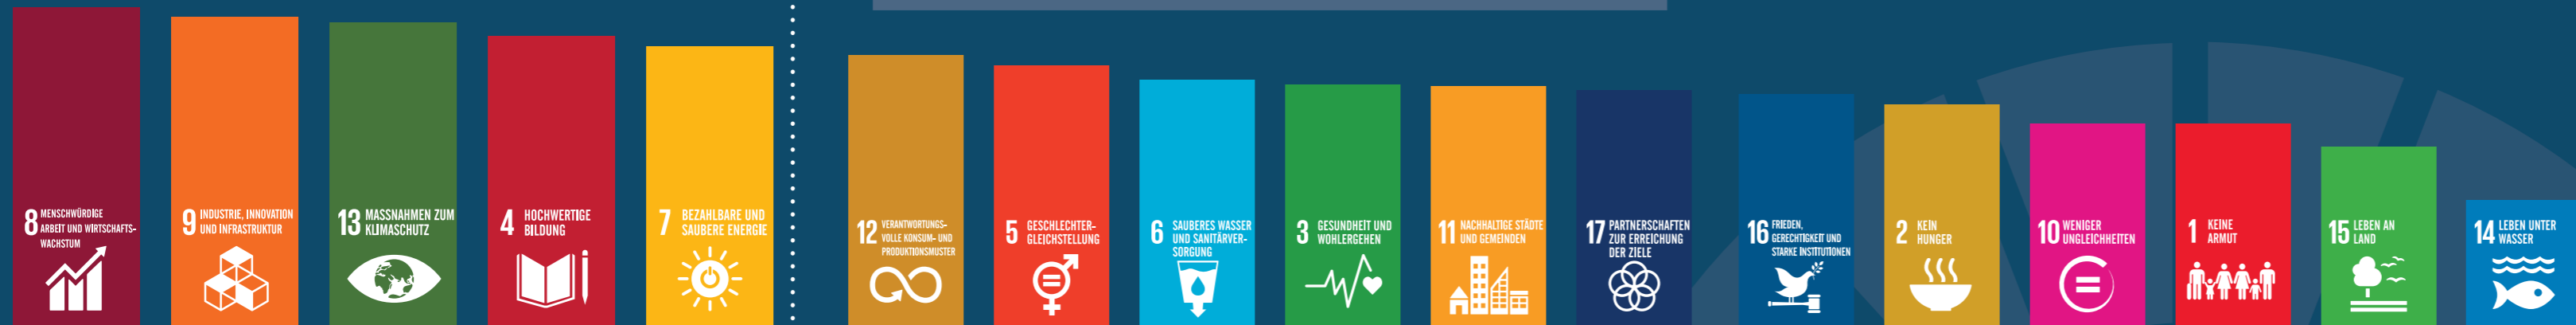 8 MENSCHWÜRDIGE
ARBEIT UND WIRTSCHAFTS-
WACHSTUM
9 INDUSTRIE, INNOVATION
UND INFRASTRUKTUR
13 MASSNAHMEN ZUM
KLIMASCHUTZ
4 HOCHWERTIGE
BILDUNG
7 BEZAHLBARE UND
SAUBERE ENERGIE
12 VERANTWORTUNGS-
VOLLE KONSUM- UND
PRODUKTIONSMUSTER
5 GESCHLECHTER-
GLEICHSTELLUNG
6 SAUBERES WASSER
UND SANITÄRVER-
SORGUNG
3 GESUNDHEIT UND
WOHLERGEHEN
11 NACHHALTIGE STÄDTE
UND GEMEINDEN
17 PARTNERSCHAFTEN
ZUR ERREICHUNG
DER ZIELE
16 FRIEDEN,
GERECHTIGKEIT UND
STARKE INSTITUTIONEN
2 KEIN
HUNGER
10 WENIGER
UNGLEICHHEITEN
1 KEINE
ARMUT
15 LEBEN AN
LAND
14 LEBEN UNTER
WASSER